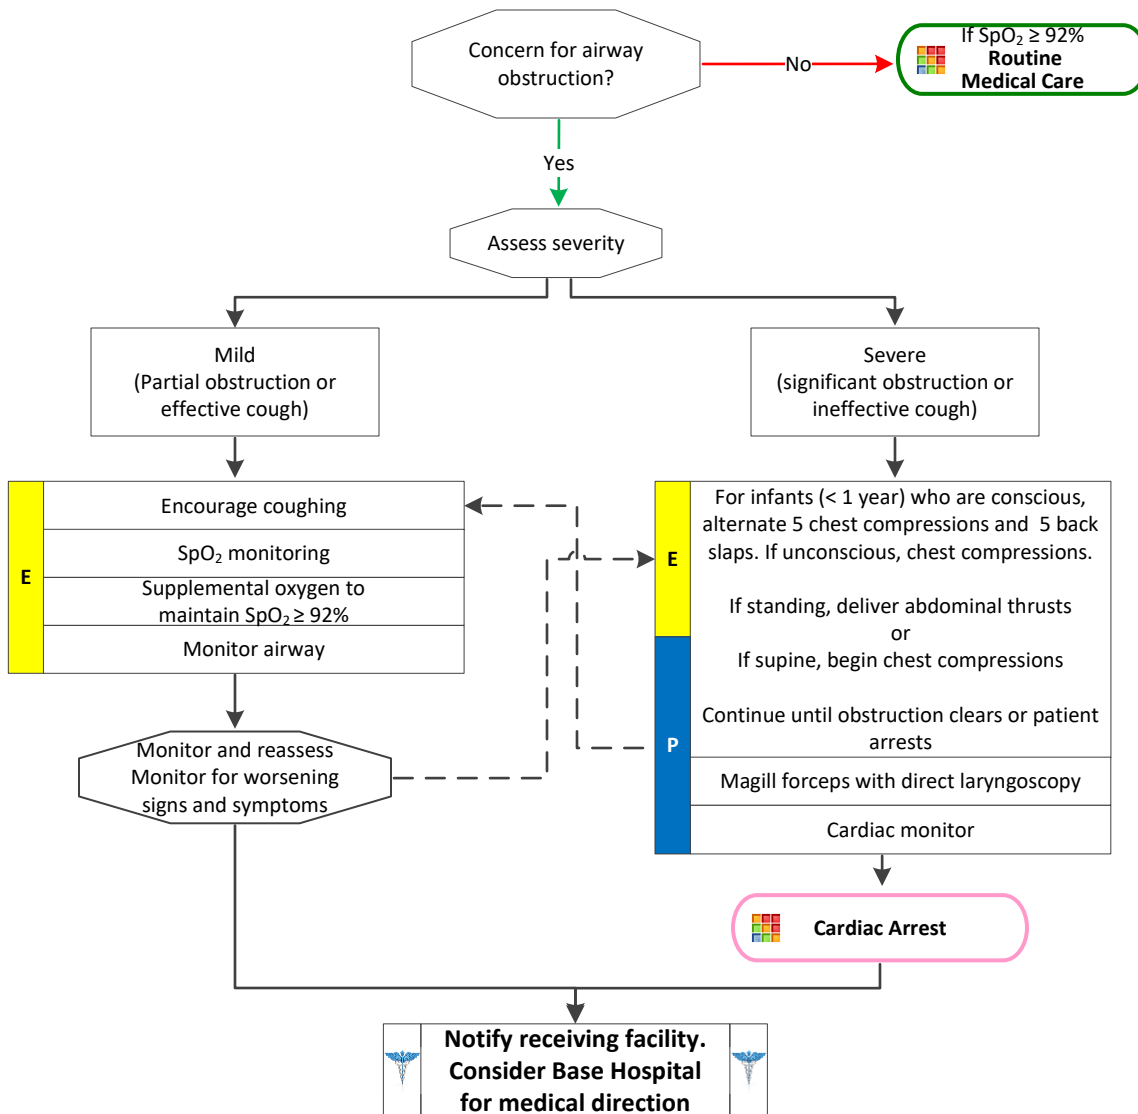 Concern for airway
obstruction?
No
If SpO₂ ≥ 92%
Routine
Medical Care
Yes
Assess severity
Mild
(Partial obstruction or
effective cough)
Severe
(significant obstruction or
ineffective cough)
E
Encourage coughing
SpO₂ monitoring
Supplemental oxygen to
maintain SpO₂ ≥ 92%
Monitor airway
E
For infants (< 1 year) who are conscious,
alternate 5 chest compressions and 5 back
slaps. If unconscious, chest compressions.
If standing, deliver abdominal thrusts
or
If supine, begin chest compressions
P
Continue until obstruction clears or patient
arrests
Magill forceps with direct laryngoscopy
Cardiac monitor
Monitor and reassess
Monitor for worsening
signs and symptoms
Cardiac Arrest
Notify receiving facility.
Consider Base Hospital
for medical direction